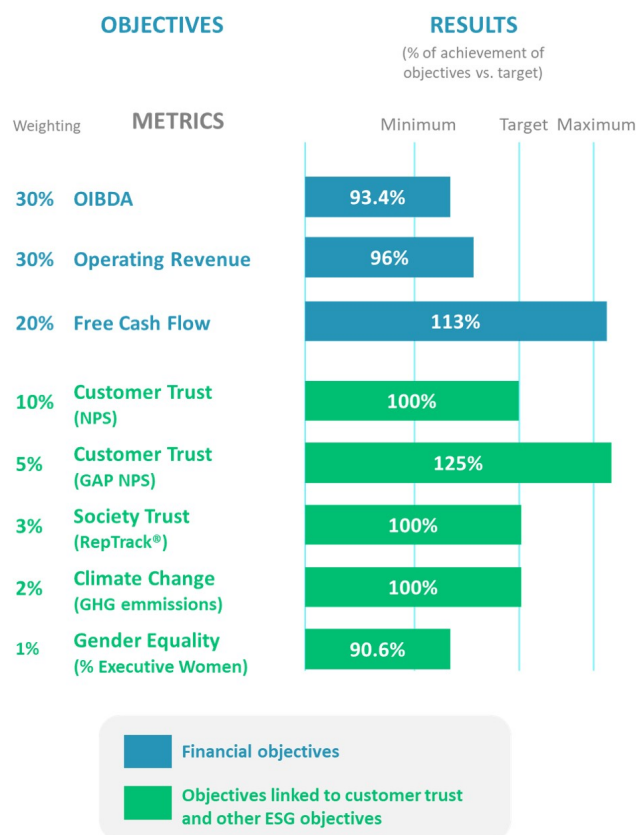 OBJECTIVES
RESULTS
(% of achievement of
objectives vs. target)
Weighting
METRICS
Minimum
Target
Maximum
30% OIBDA 93.4%
30% Operating Revenue 96%
20% Free Cash Flow 113%
10% Customer Trust
(NPS)
100%
5% Customer Trust
(GAP NPS)
125%
3% Society Trust
(RepTrack®)
100%
2% Climate Change
(GHG emmissions)
100%
1% Gender Equality
(% Executive Women)
90.6%
Financial objectives
Objectives linked to customer trust
and other ESG objectives